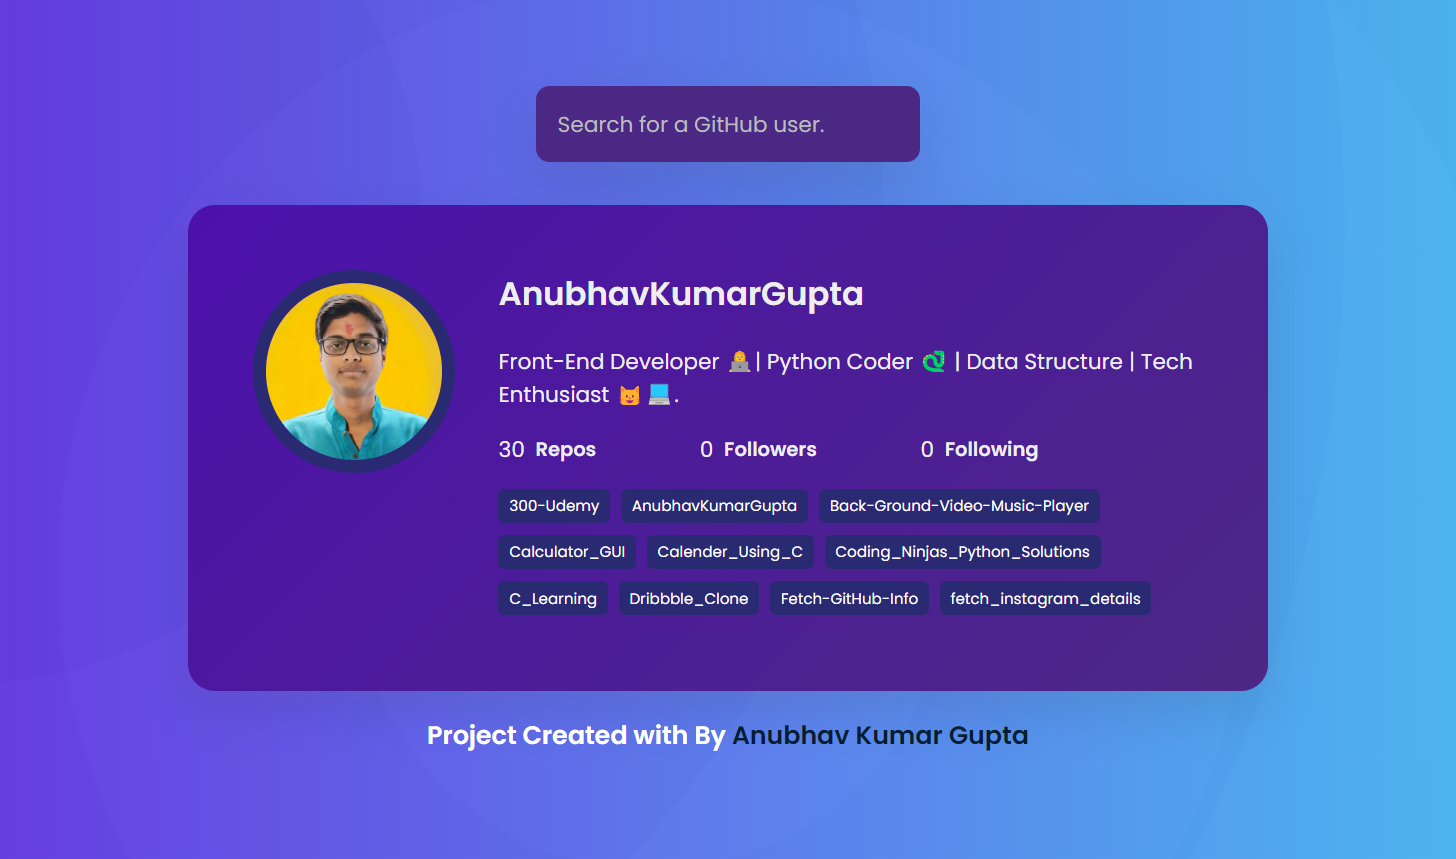 Search for a GitHub user.
AnubhavKumarGupta
Front-End Developer 🧑‍💻| Python Coder 🐍 | Data Structure | Tech
Enthusiast 🐱 💻.
30 Repos 0 Followers 0 Following
300-Udemy AnubhavKumarGupta Back-Ground-Video-Music-Player
Calculator_GUI Calender_Using_C Coding_Ninjas_Python_Solutions
C_Learning Dribbble_Clone Fetch-GitHub-Info fetch_instagram_details
Project Created with By Anubhav Kumar Gupta